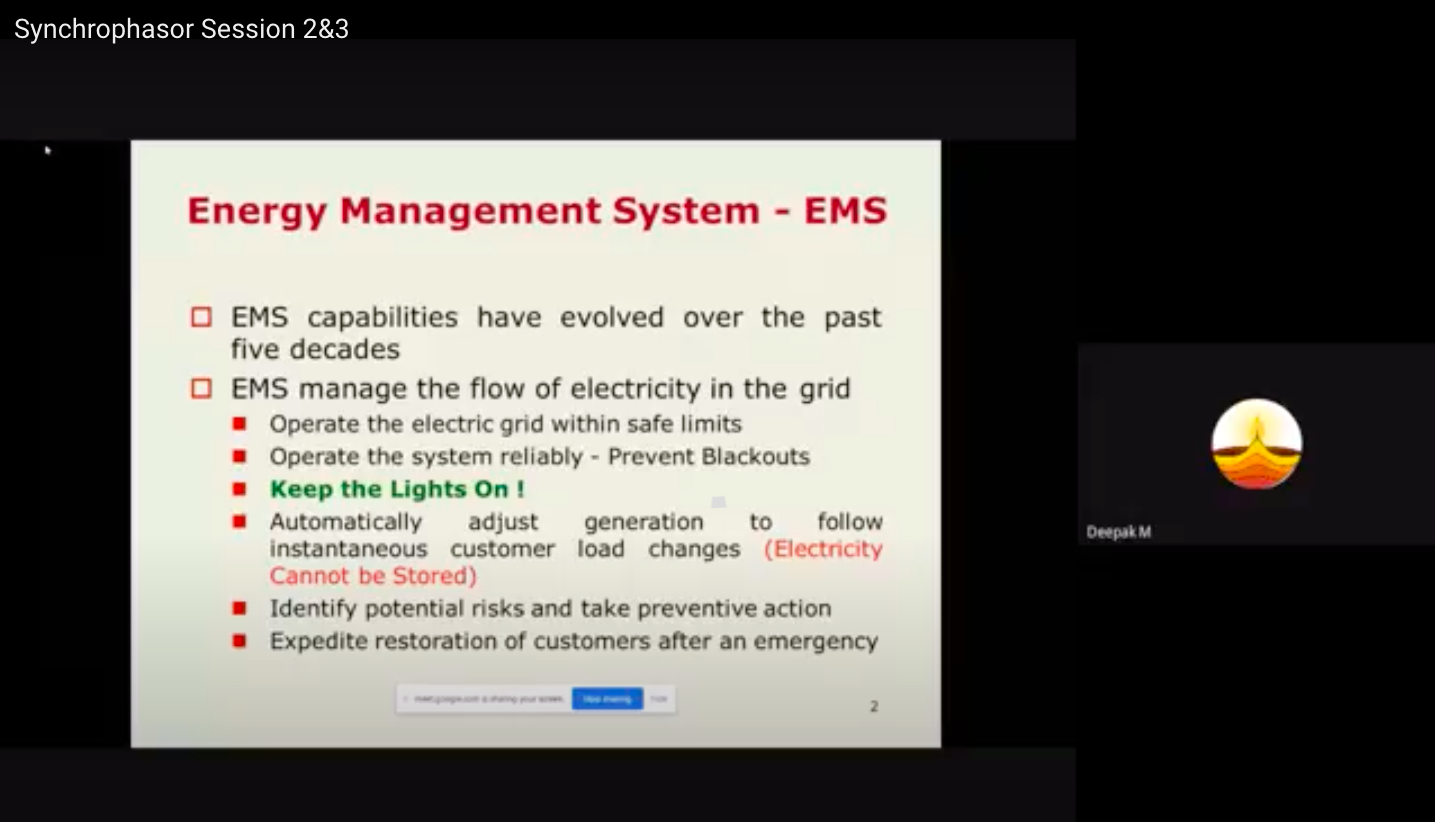 Synchrophasor Session 2&3
Energy Management System - EMS
EMS capabilities have evolved over the past
five decades
EMS manage the flow of electricity in the grid
Operate the electric grid within safe limits
Operate the system reliably - Prevent Blackouts
Keep the Lights On !
Automatically adjust generation to follow
instantaneous customer load changes (Electricity
Cannot be Stored)
Identify potential risks and take preventive action
Expedite restoration of customers after an emergency
meet.google.com is sharing your screen. Stop sharing
2
Deepak M